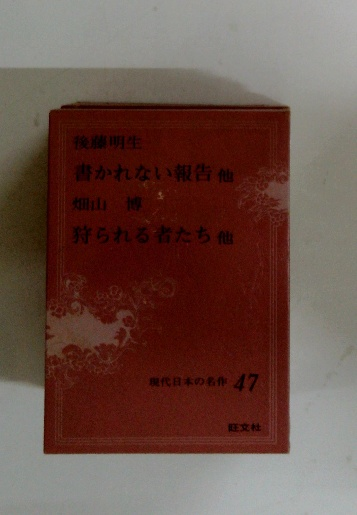 後藤明生
書かれない報告 他
畑山 博
狩られる者たち 他
現代日本の名作 47
旺文社